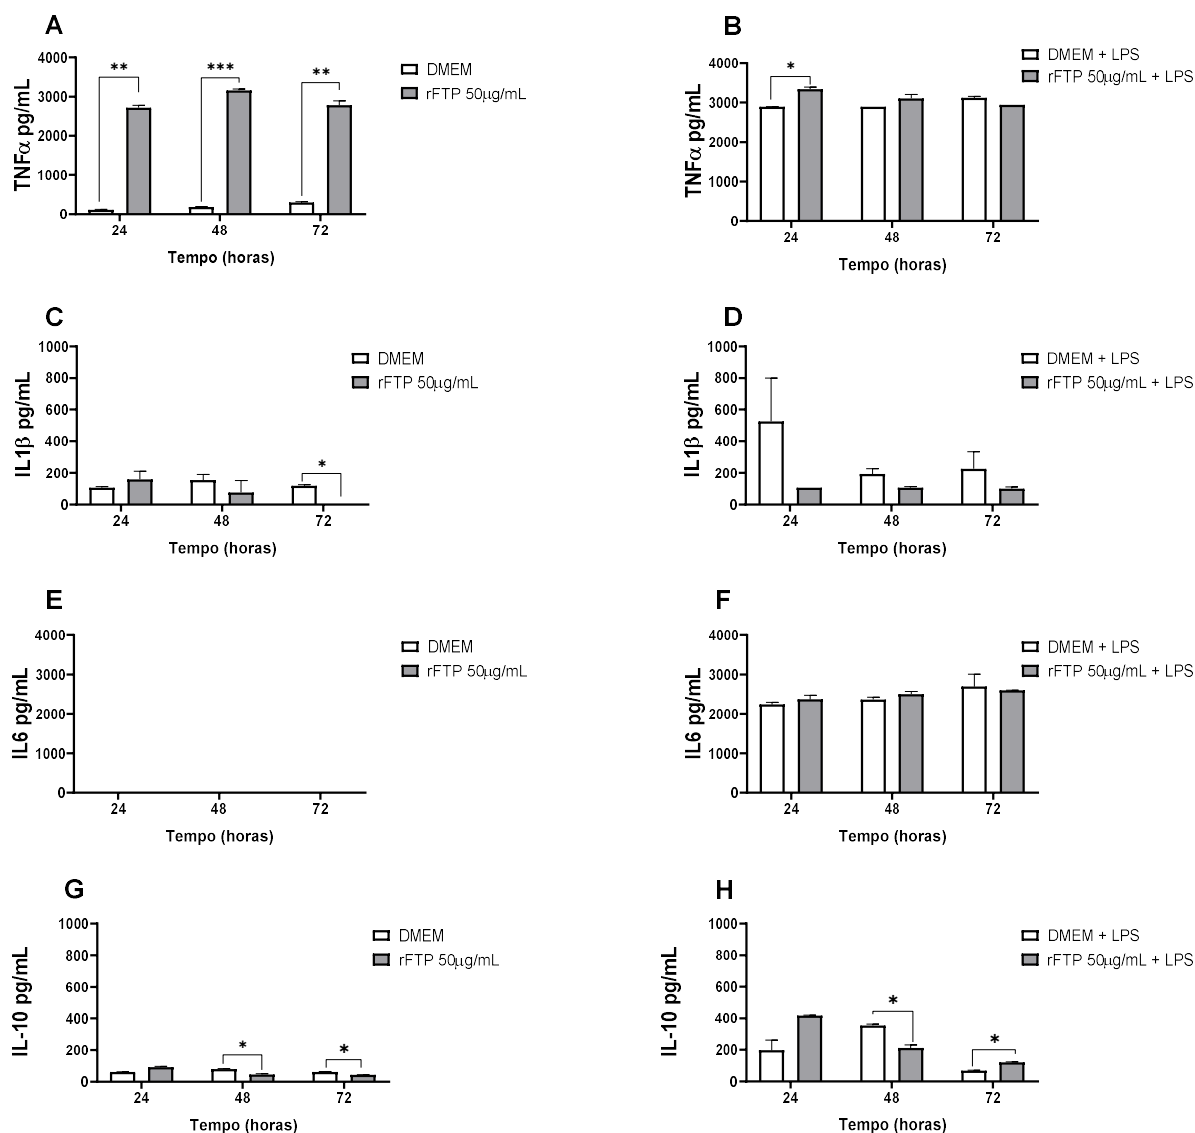 A
TNFα pg/mL
4000
3000
2000
1000
0
**
***
**
24
48
72
Tempo (horas)
DMEM
rFTP 50μg/mL
B
TNFα pg/mL
4000
3000
2000
1000
0
*
24
48
72
Tempo (horas)
DMEM + LPS
rFTP 50μg/mL + LPS
C
IL1β pg/mL
1000
800
600
400
200
0
*
24
48
72
Tempo (horas)
DMEM
rFTP 50μg/mL
D
IL1β pg/mL
1000
800
600
400
200
0
24
48
72
Tempo (horas)
DMEM + LPS
rFTP 50μg/mL + LPS
E
IL6 pg/mL
4000
3000
2000
1000
0
24
48
72
Tempo (horas)
DMEM
rFTP 50μg/mL
F
IL6 pg/mL
4000
3000
2000
1000
0
24
48
72
Tempo (horas)
DMEM + LPS
rFTP 50μg/mL + LPS
G
IL-10 pg/mL
1000
800
600
400
200
0
*
*
24
48
72
Tempo (horas)
DMEM
rFTP 50μg/mL
H
IL-10 pg/mL
1000
800
600
400
200
0
*
*
24
48
72
Tempo (horas)
DMEM + LPS
rFTP 50μg/mL + LPS